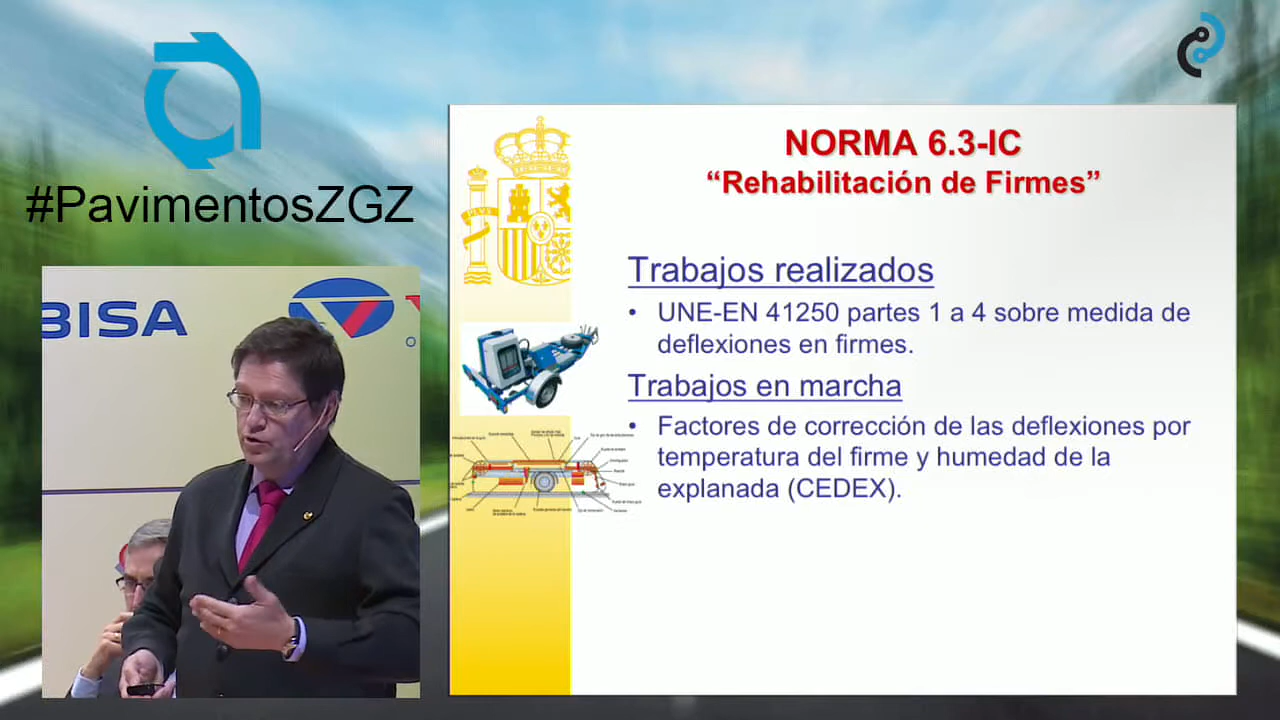 #PavimentosZGZ
BISA
NORMA 6.3-IC
“Rehabilitación de Firmes”
PLVS
Trabajos realizados
• UNE-EN 41250 partes 1 a 4 sobre medida de
deflexiones en firmes.
Trabajos en marcha
• Factores de corrección de las deflexiones por
temperatura del firme y humedad de la
explanada (CEDEX).